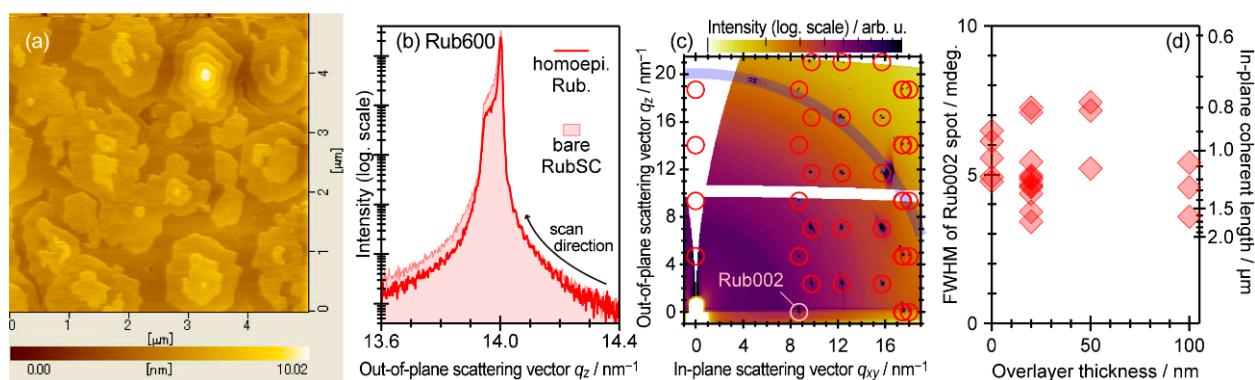 (a)
4
3
2
1
0
[µm]
0
1
2
3
4
[µm]
0.00
[nm]
10.02
(b)
Rub600
homoepi.
Rub.
bare
RubSC
scan
direction
Intensity (log. scale)
13.6
14.0
14.4
Out-of-plane scattering vector qz / nm⁻¹
Intensity (log. scale) / arb. u.
(c)
Out-of-plane scattering vector qz / nm⁻¹
20
18
16
14
12
10
8
6
4
2
0
Rub002
0
4
8
12
16
In-plane scattering vector qxy / nm⁻¹
(d)
FWHM of Rub002 spot / mdeg.
10
5
0
0.6
0.8
1.0
1.5
2.0
In-plane coherent length / µm
0
50
100
Overlayer thickness / nm